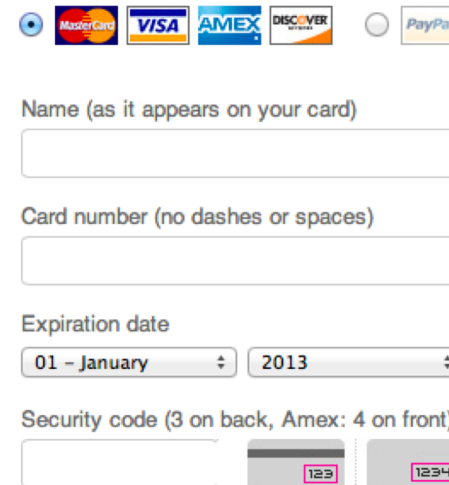 MasterCard VISA AMEX DISCOVER PayPa
Name (as it appears on your card)
Card number (no dashes or spaces)
Expiration date
01 – January 2013
Security code (3 on back, Amex: 4 on front)
123 1234